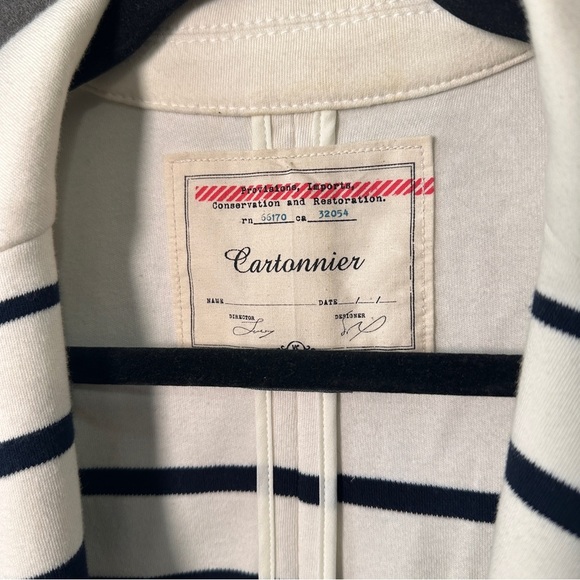 Provisions, Imports,
Conservation and Restoration.
rn 66170 ca 32054
Cartonnier
NAME DATE / /
DIRECTOR DESIGNER